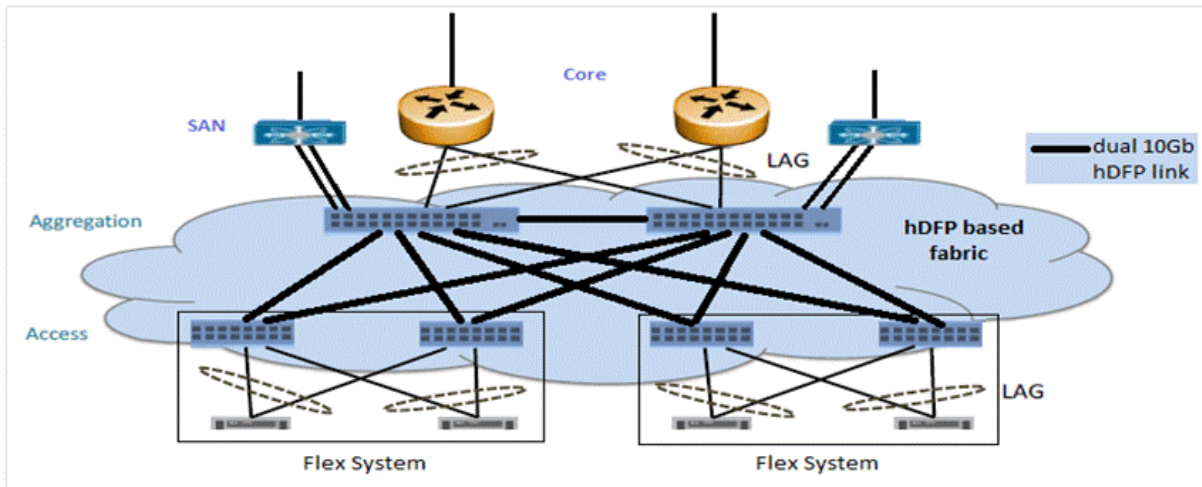 Core
SAN
LAG
dual 10Gb
hDFP link
Aggregation
hDFP based
fabric
Access
LAG
Flex System
Flex System